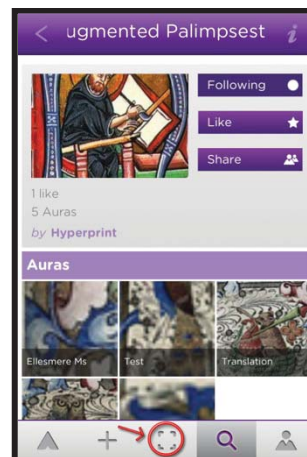 ugmented Palimpsest
Following
Like
Share
1 like
5 Auras
by Hyperprint
Auras
Ellesmere Ms
Test
Translation